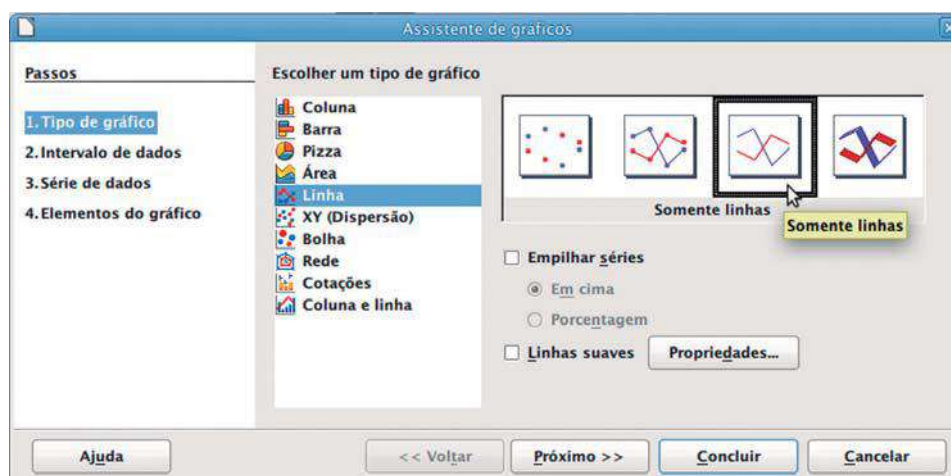 Assistente de gráficos
Passos
1.Tipo de gráfico
2.Intervalo de dados
3.Série de dados
4.Elementos do gráfico
Escolher um tipo de gráfico
Coluna
Barra
Pizza
Área
Linha
XY (Dispersão)
Bolha
Rede
Cotações
Coluna e linha
Somente linhas
Somente linhas
Empilhar séries
Em cima
Porcentagem
Linhas suaves
Propriedades...
Ajuda
<< Voltar
Próximo >>
Concluir
Cancelar